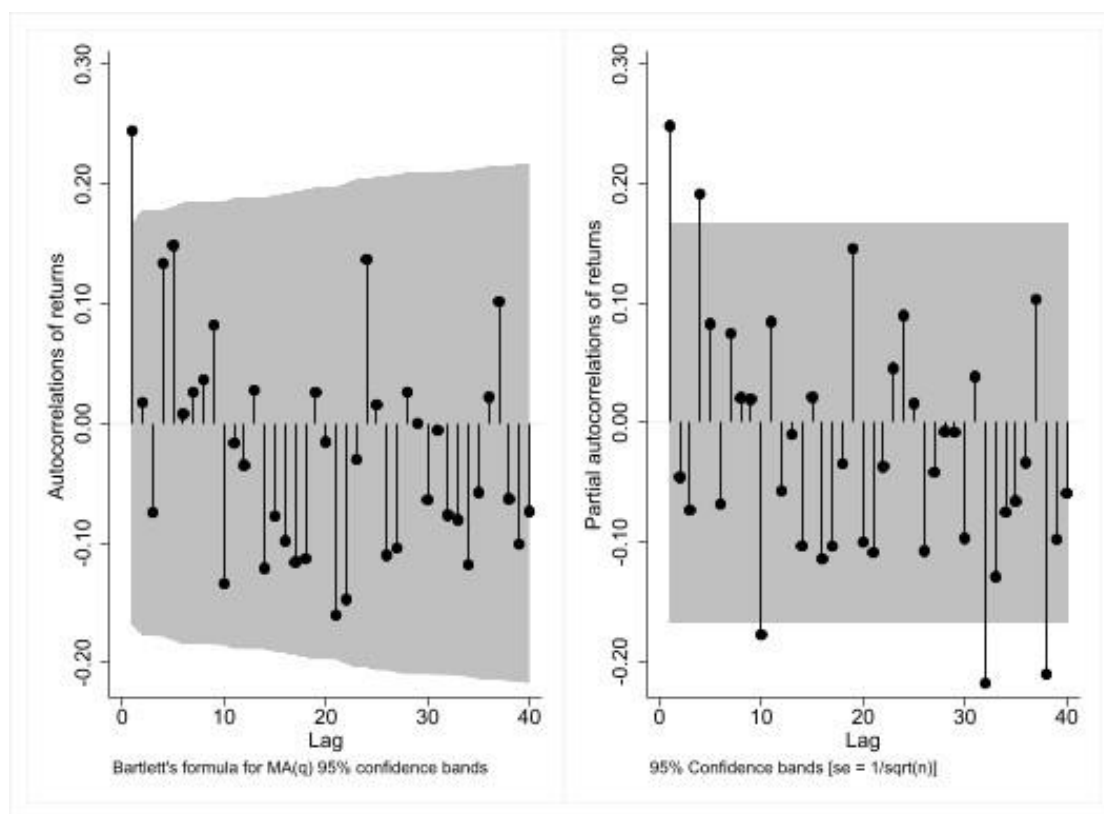 0.30
0.20
0.10
0.00
-0.10
-0.20
Autocorrelations of returns
0 10 20 30 40
Lag
Bartlett's formula for MA(q) 95% confidence bands
0.30
0.20
0.10
0.00
-0.10
-0.20
Partial autocorrelations of returns
0 10 20 30 40
Lag
95% Confidence bands [se = 1/sqrt(n)]